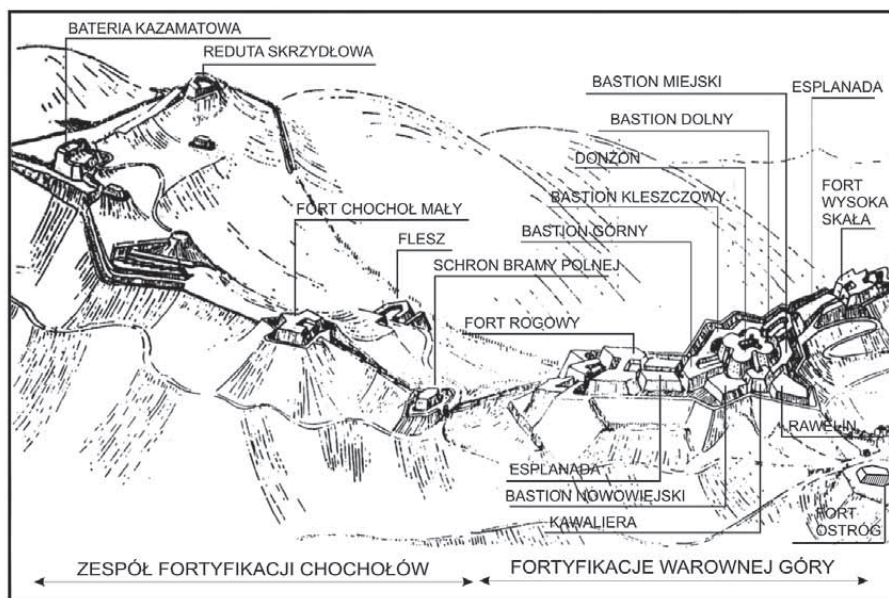 BATERIA KAZAMATOWA
REDUTA SKRZYDŁOWA
BASTION MIEJSKI
ESPLANADA
BASTION DOLNY
DONŻON
FORT
WYSOKA
SKAŁA
BASTION KLESZCZOWY
FORT CHOCHOŁ MAŁY
BASTION GÓRNY
FLESZ
SCHRON BRAMY POLNEJ
FORT ROGOWY
RAWELIN
ESPLANADA
BASTION NOWOWIEJSKI
KAWALIERA
FORT
OSTRÓG
ZESPÓŁ FORTYFIKACJI CHOCHOŁÓW
FORTYFIKACJE WAROWNEJ GÓRY